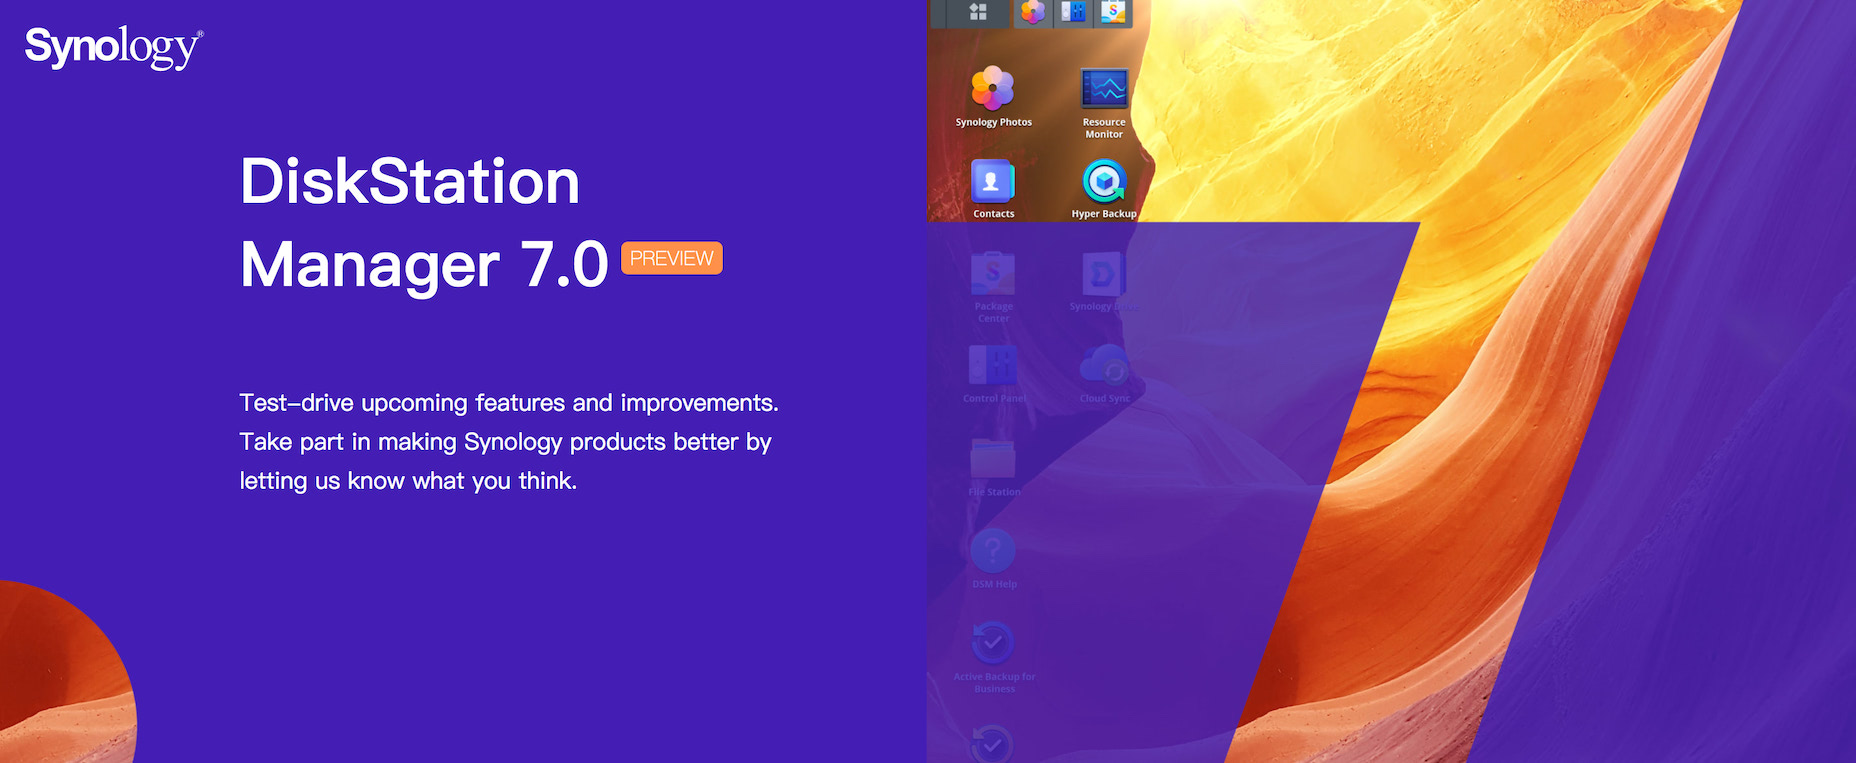 Synology®
DiskStation
Manager 7.0 PREVIEW
Test-drive upcoming features and improvements.
Take part in making Synology products better by
letting us know what you think.
Synology Photos
Resource
Monitor
Contacts
Hyper Backup
Package
Center
Synology
Control Panel
Cloud Sync
File Station
DSM Help
Active Backup for
Business